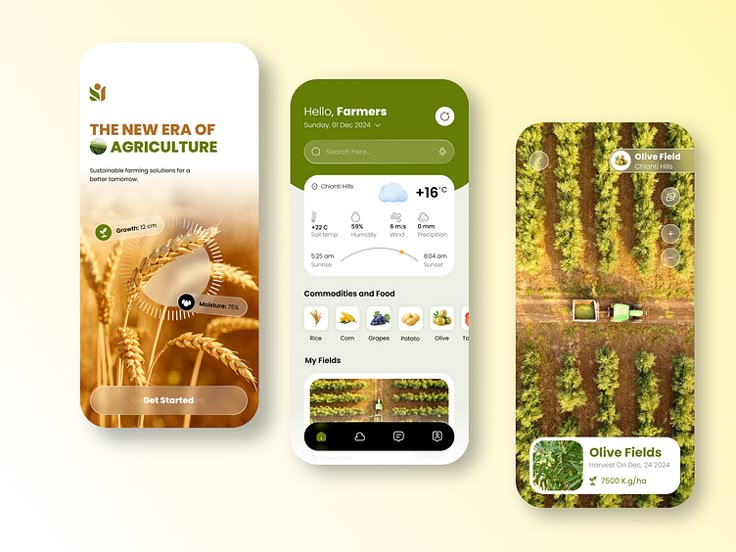 THE NEW ERA OF
AGRICULTURE
Sustainable farming solutions for a
better tomorrow.
Growth: 12 cm
Moisture: 75%
Get Started
Hello, Farmers
Sunday, 01 Dec 2024
Search here..
Chianti Hills
+16°C
+22 C
Soil temp
59%
Humidity
6 m/s
Wind
0 mm
Precipition
5:25 am
Sunrise
8:04 am
Sunset
Commodities and Food
Rice
Corn
Grapes
Potato
Olive
To
My Fields
Olive Field
Chianti Hills
Olive Fields
Harvest On Dec, 24 2024
7500 K.g/ha